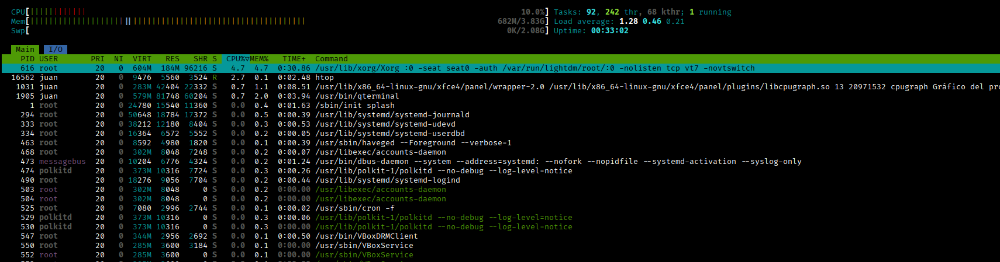 CPU[||||||||||||| 10.0%] Tasks: 92, 242 thr, 68 kthr; 1 running
Mem[||||||||||||||||||||||||||||||||||||||||||||||||||||||||||| 682M/3.83G] Load average: 1.28 0.46 0.21
Swp[ 0K/2.08G] Uptime: 00:33:02
Main I/O
PID USER PRI NI VIRT RES SHR S CPU%▽MEM% TIME+ Command
616 root 20 0 604M 184M 96216 S 4.7 4.7 0:30.86 /usr/lib/xorg/Xorg :0 -seat seat0 -auth /var/run/lightdm/root/:0 -nolisten tcp vt7 -novtswitch
16562 juan 20 0 9476 5560 3524 R 2.7 0.1 0:02.48 htop
1031 juan 20 0 283M 42404 22332 S 0.7 1.1 0:08.51 /usr/lib/x86_64-linux-gnu/xfce4/panel/wrapper-2.0 /usr/lib/x86_64-linux-gnu/xfce4/panel/plugins/libcpugraph.so 13 20971532 cpugraph Gráfico del pro
1905 juan 20 0 579M 81748 60204 S 0.7 2.0 0:03.94 /usr/bin/qterminal
1 root 20 0 24780 15540 11360 S 0.0 0.4 0:01.63 /sbin/init splash
294 root 20 0 50648 18784 17372 S 0.0 0.5 0:00.39 /usr/lib/systemd/systemd-journald
333 root 20 0 38212 12180 8404 S 0.0 0.3 0:00.53 /usr/lib/systemd/systemd-udevd
334 root 20 0 16364 6572 5552 S 0.0 0.2 0:00.05 /usr/lib/systemd/systemd-userdbd
463 root 20 0 8592 4980 1820 S 0.0 0.1 0:00.39 /usr/sbin/haveged --Foreground --verbose=1
468 root 20 0 302M 8048 7248 S 0.0 0.2 0:00.07 /usr/libexec/accounts-daemon
473 messagebus 20 0 10204 6776 4324 S 0.0 0.2 0:01.24 /usr/bin/dbus-daemon --system --address=systemd: --nofork --nopidfile --systemd-activation --syslog-only
474 polkitd 20 0 373M 10316 7724 S 0.0 0.3 0:00.26 /usr/lib/polkit-1/polkitd --no-debug --log-level=notice
490 root 20 0 18276 9056 7704 S 0.0 0.2 0:00.44 /usr/lib/systemd/systemd-logind
503 root 20 0 302M 8048 0 S 0.0 0.2 0:00.00 /usr/libexec/accounts-daemon
504 root 20 0 302M 8048 0 S 0.0 0.2 0:00.00 /usr/libexec/accounts-daemon
525 root 20 0 7080 2996 2744 S 0.0 0.1 0:00.02 /usr/sbin/cron -f
529 polkitd 20 0 373M 10316 0 S 0.0 0.3 0:00.06 /usr/lib/polkit-1/polkitd --no-debug --log-level=notice
530 polkitd 20 0 373M 10316 0 S 0.0 0.3 0:00.00 /usr/lib/polkit-1/polkitd --no-debug --log-level=notice
547 root 20 0 344M 2956 2692 S 0.0 0.1 0:00.50 /usr/bin/VBoxDRMClient
550 root 20 0 285M 3600 3184 S 0.0 0.1 0:00.00 /usr/sbin/VBoxService
552 root 20 0 285M 3600 0 S 0.0 0.1 0:00.00 /usr/sbin/VBoxService